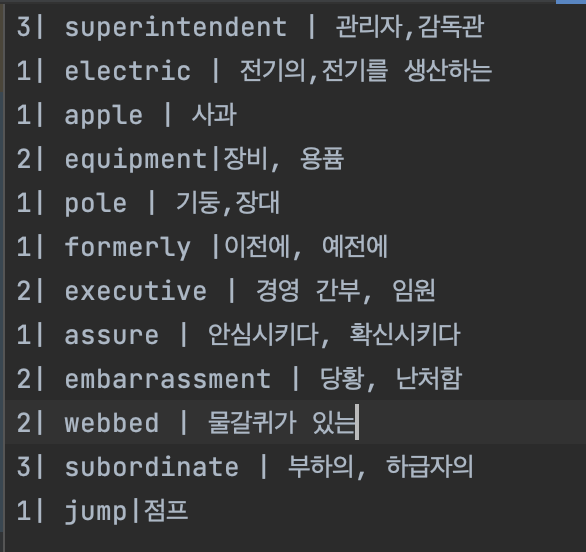 3| superintendent | 관리자,감독관
1| electric | 전기의,전기를 생산하는
1| apple | 사과
2| equipment|장비, 용품
1| pole | 기둥,장대
1| formerly |이전에, 예전에
2| executive | 경영 간부, 임원
1| assure | 안심시키다, 확신시키다
2| embarrassment | 당황, 난처함
2| webbed | 물갈퀴가 있는
3| subordinate | 부하의, 하급자의
1| jump|점프